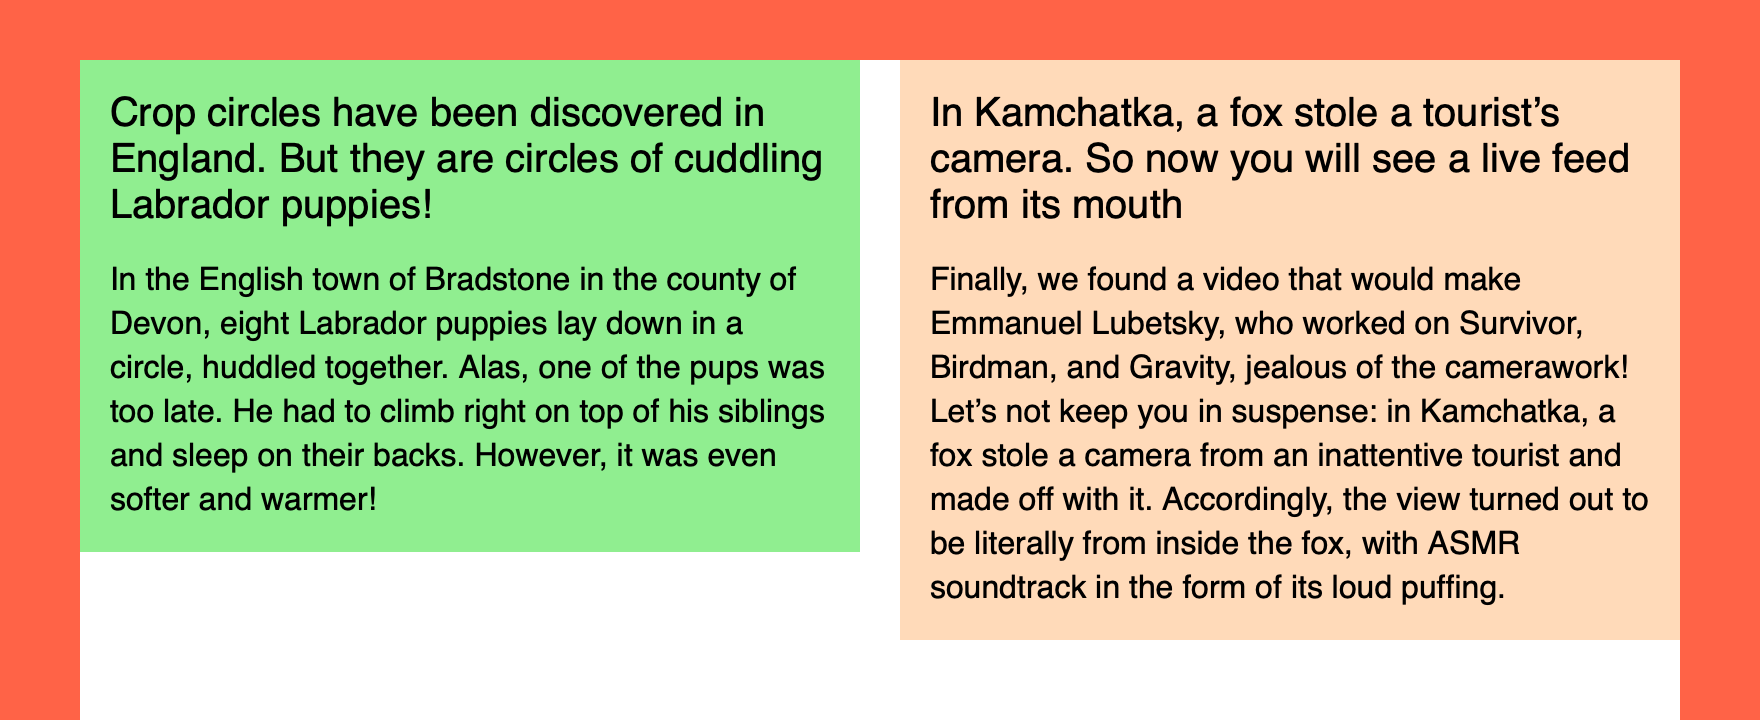 Crop circles have been discovered in
England. But they are circles of cuddling
Labrador puppies!
In the English town of Bradstone in the county of
Devon, eight Labrador puppies lay down in a
circle, huddled together. Alas, one of the pups was
too late. He had to climb right on top of his siblings
and sleep on their backs. However, it was even
softer and warmer!
In Kamchatka, a fox stole a tourist’s
camera. So now you will see a live feed
from its mouth
Finally, we found a video that would make
Emmanuel Lubetsky, who worked on Survivor,
Birdman, and Gravity, jealous of the camerawork!
Let’s not keep you in suspense: in Kamchatka, a
fox stole a camera from an inattentive tourist and
made off with it. Accordingly, the view turned out to
be literally from inside the fox, with ASMR
soundtrack in the form of its loud puffing.